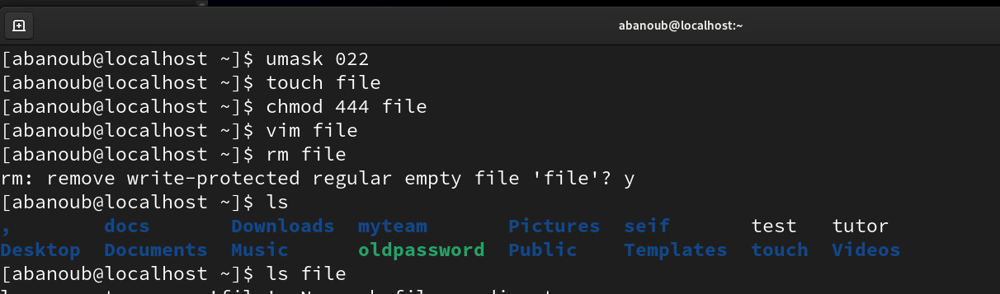 abanoub@localhost:~
[abanoub@localhost ~]$ umask 022
[abanoub@localhost ~]$ touch file
[abanoub@localhost ~]$ chmod 444 file
[abanoub@localhost ~]$ vim file
[abanoub@localhost ~]$ rm file
rm: remove write-protected regular empty file 'file'? y
[abanoub@localhost ~]$ ls
, docs Downloads myteam Pictures seif test tutor
Desktop Documents Music oldpassword Public Templates touch Videos
[abanoub@localhost ~]$ ls file